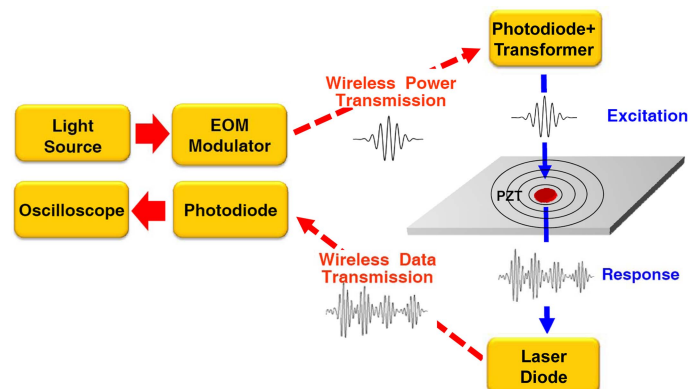 Photodiode+
Transformer
Wireless Power
Transmission
Light
Source
EOM
Modulator
Excitation
PZT
Oscilloscope
Photodiode
Wireless Data
Transmission
Response
Laser
Diode